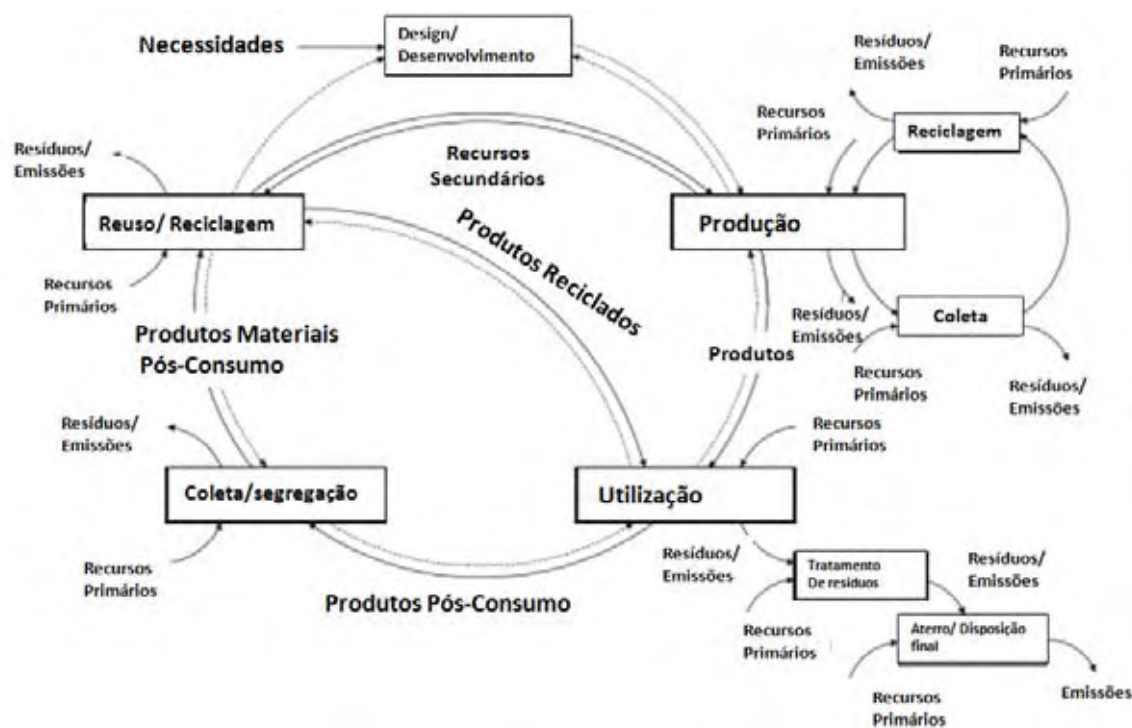 Necessidades
Design/
Desenvolvimento
Resíduos/
Emissões
Recursos
Primários
Recursos
Primários
Reciclagem
Resíduos/
Emissões
Recursos
Secundários
Reuso/ Reciclagem
Produção
Produtos Reciclados
Recursos
Primários
Resíduos/
Emissões
Coleta
Produtos Materiais
Pós-Consumo
Produtos
Recursos
Primários
Resíduos/
Emissões
Resíduos/
Emissões
Recursos
Primários
Coleta/segregação
Utilização
Recursos
Primários
Resíduos/
Emissões
Tratamento
De resíduos
Resíduos/
Emissões
Produtos Pós-Consumo
Recursos
Primários
Aterro/ Disposição
final
Recursos
Primários
Emissões